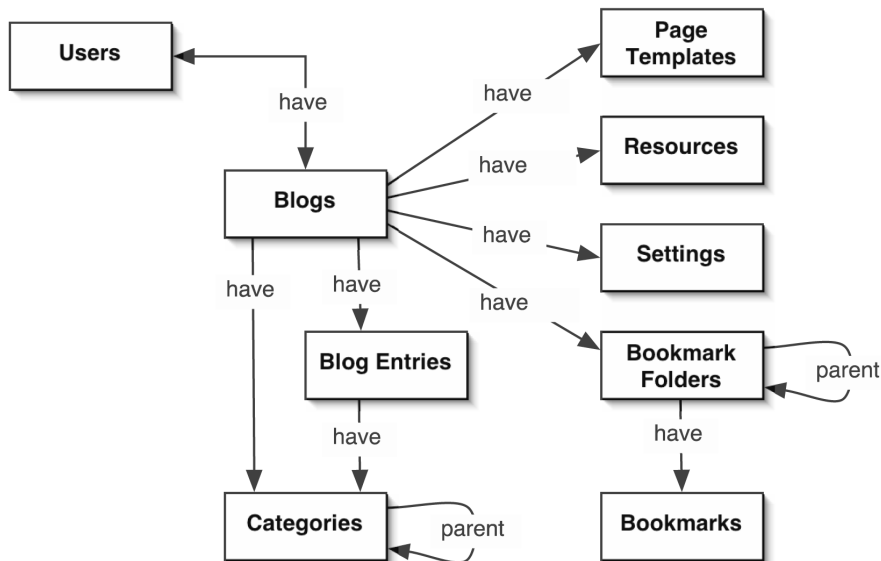 Users
Page
Templates
have
have
Resources
have
Blogs
have
Settings
have
have
have
Blog Entries
Bookmark
Folders
parent
have
have
Categories
parent
Bookmarks